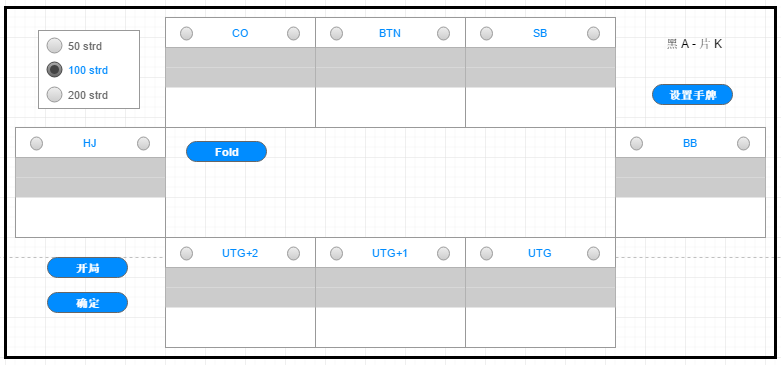 CO
BTN
SB
50 strd
100 strd
200 strd
黑 A - 片 K
设置手牌
HJ
Fold
BB
UTG+2
UTG+1
UTG
开局
确定